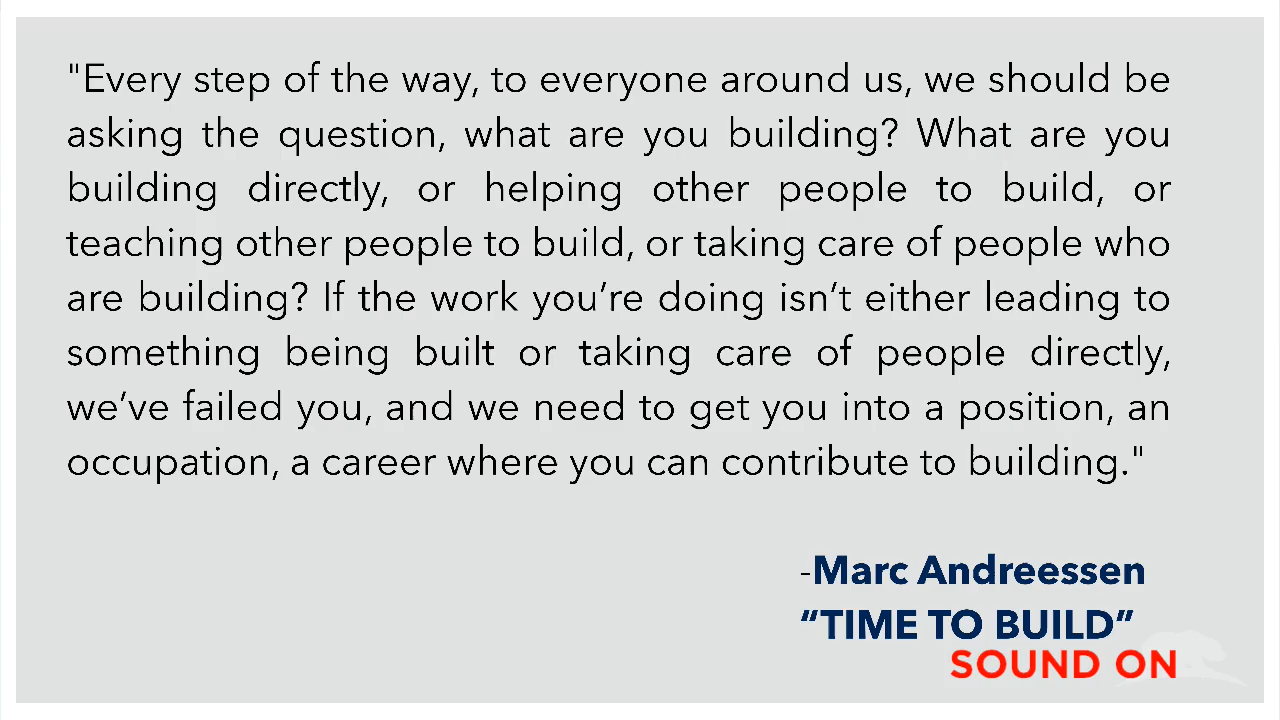 "Every step of the way, to everyone around us, we should be
asking the question, what are you building? What are you
building directly, or helping other people to build, or
teaching other people to build, or taking care of people who
are building? If the work you’re doing isn’t either leading to
something being built or taking care of people directly,
we’ve failed you, and we need to get you into a position, an
occupation, a career where you can contribute to building."
-Marc Andreessen
“TIME TO BUILD”
SOUND ON